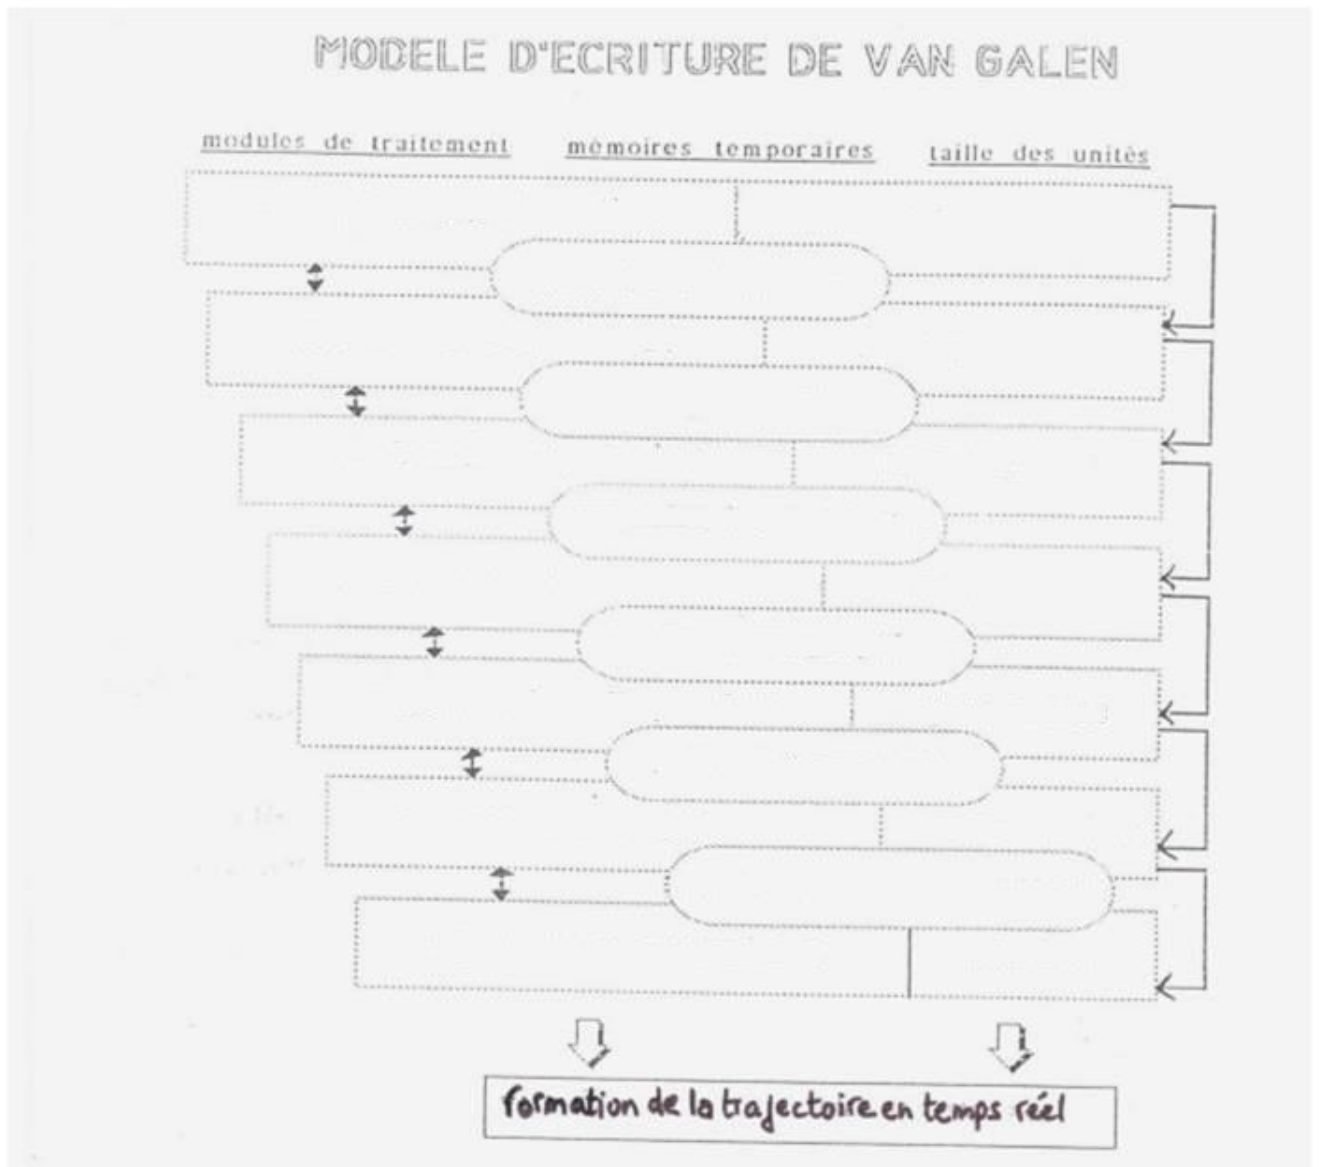 MODELE D'ECRITURE DE VAN GALEN
modules de traitement mémoires temporaires taille des unités
formation de la trajectoire en temps réel